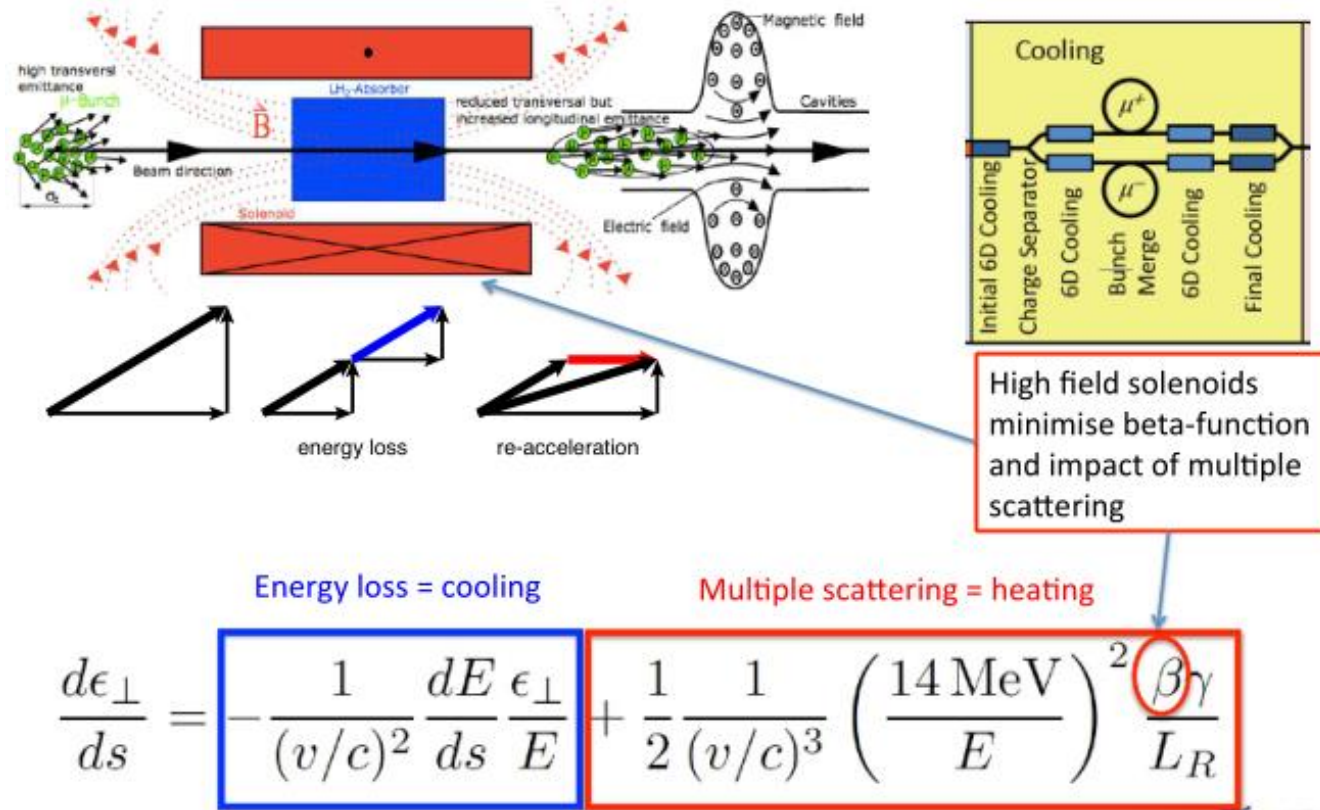 high transversal
emittance
μ-Bunch
σz
Beam direction
B
LH2-Absorber
Solenoid
reduced transversal but
increased longitudinal emittance
Magnetic field
Cavities
Electric field
energy loss
re-acceleration
Cooling
μ+
μ−
Initial 6D Cooling
Charge Separator
6D Cooling
Bunch
Merge
6D Cooling
Final Cooling
High field solenoids
minimise beta-function
and impact of multiple
scattering
Energy loss = cooling
Multiple scattering = heating
dε⊥/ds = −1/(v/c)² dE/ds ε⊥/E + 1/2 1/(v/c)³ (14 MeV/E)² βγ/L_R